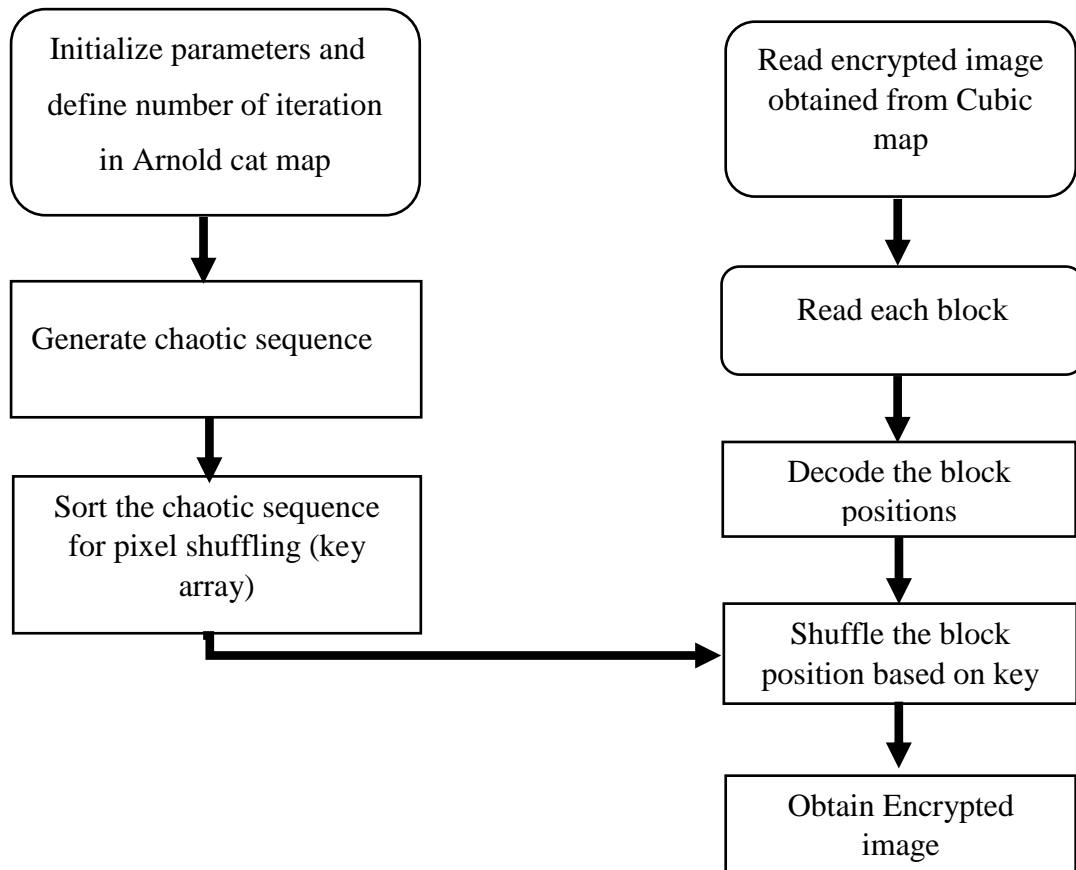 Initialize parameters and
define number of iteration
in Arnold cat map
Generate chaotic sequence
Sort the chaotic sequence
for pixel shuffling (key
array)
Read encrypted image
obtained from Cubic
map
Read each block
Decode the block
positions
Shuffle the block
position based on key
Obtain Encrypted
image